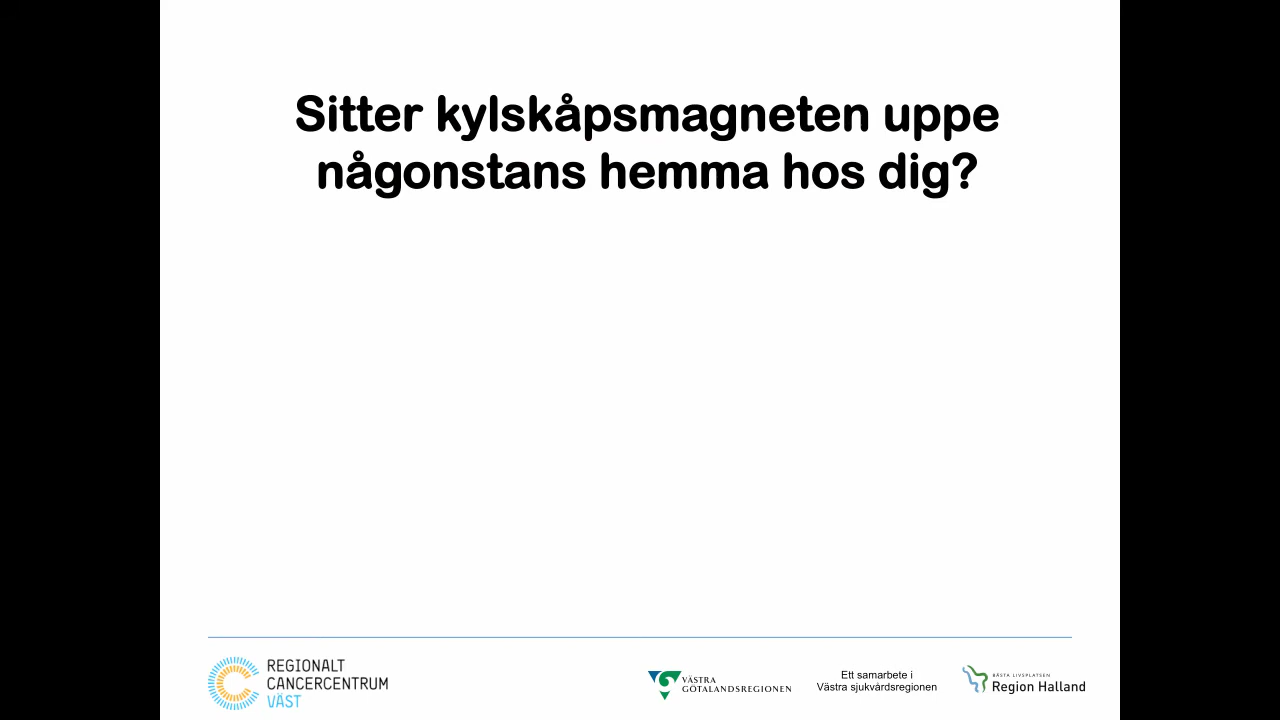 Sitter kylskåpsmagneten uppe
någonstans hemma hos dig?
REGIONALT
CANCERCENTRUM
VÄST
VÄSTRA
GÖTALANDSREGIONEN
Ett samarbete i
Västra sjukvårdsregionen
BÄSTA LIVSPLATSEN
Region Halland